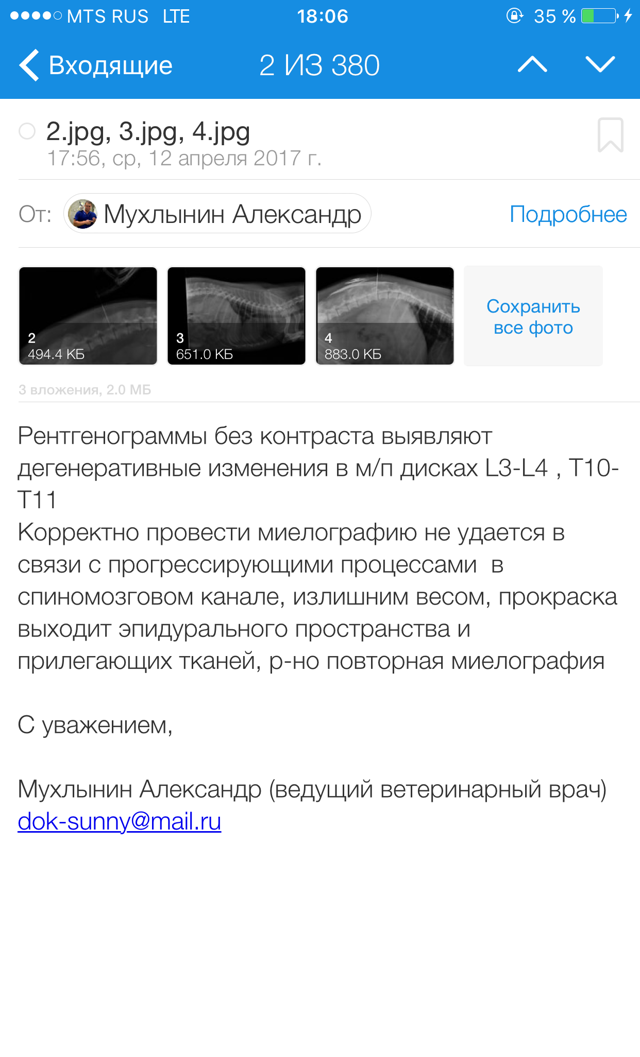 MTS RUS LTE 18:06 35 %
Входящие 2 ИЗ 380
2.jpg, 3.jpg, 4.jpg
17:56, ср, 12 апреля 2017 г.
От: Мухлынин Александр Подробнее
2 3 4
494.4 КБ 651.0 КБ 883.0 КБ
Сохранить
все фото
3 вложения, 2.0 МБ
Рентгенограммы без контраста выявляют
дегенеративные изменения в м/п дисках L3-L4 , T10-
T11
Корректно провести миелографию не удается в
связи с прогрессирующими процессами в
спиномозговом канале, излишним весом, прокраска
выходит эпидурального пространства и
прилегающих тканей, р-но повторная миелография
С уважением,
Мухлынин Александр (ведущий ветеринарный врач)
dok-sunny@mail.ru